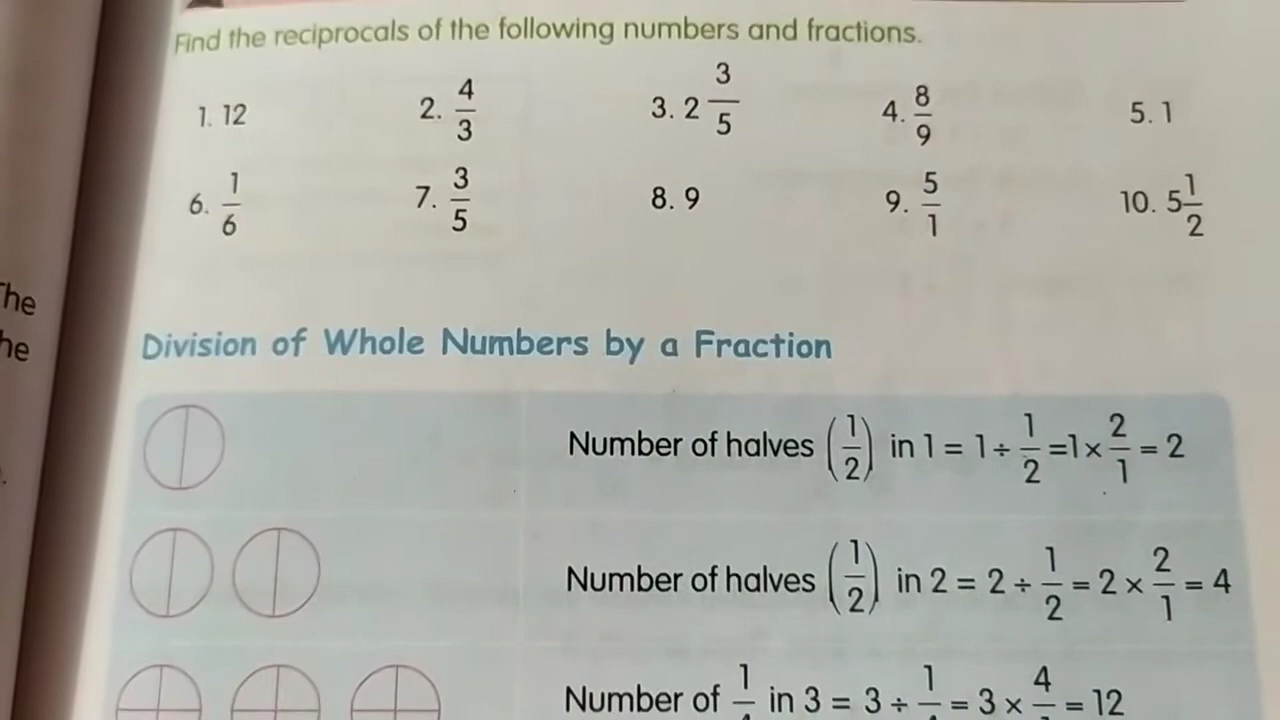 Find the reciprocals of the following numbers and fractions.
1. 12 2. 4/3 3. 2 3/5 4. 8/9 5. 1
6. 1/6 7. 3/5 8. 9 9. 5/1 10. 5 1/2
he
Division of Whole Numbers by a Fraction
Number of halves (1/2) in 1 = 1 ÷ 1/2 = 1 × 2/1 = 2
Number of halves (1/2) in 2 = 2 ÷ 1/2 = 2 × 2/1 = 4
Number of 1/ in 3 = 3 ÷ 1/ = 3 × 4/ = 12